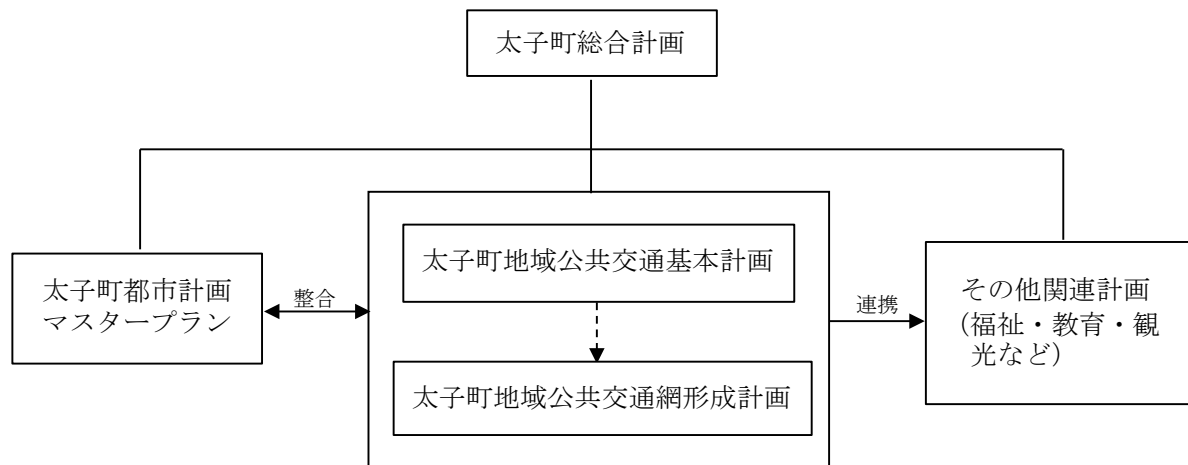 太子町総合計画
太子町都市計画
マスタープラン
整合
太子町地域公共交通基本計画
太子町地域公共交通網形成計画
連携
その他関連計画
(福祉・教育・観
光など)